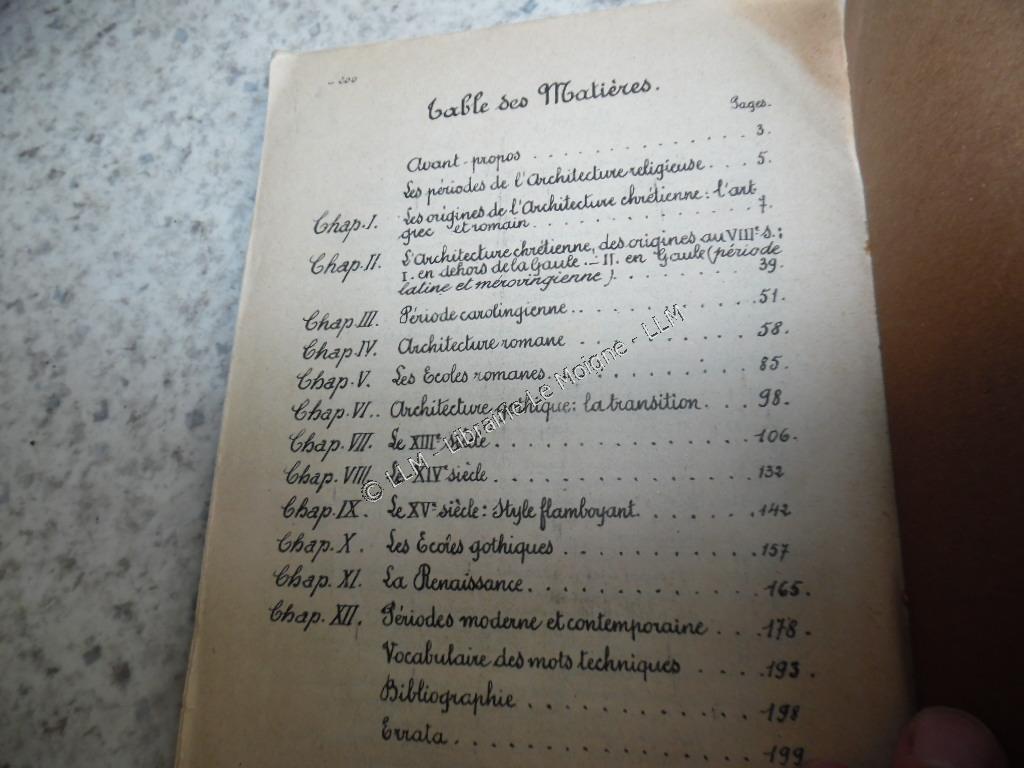 - 200
Table des Matières.
Pages.
Avant-propos . . . . . . . . . . . . . 3.
Les périodes de l'Architecture religieuse. . . . 5.
Chap. I. Les origines de l'Architecture chrétienne : l'art
grec et romain. . . . . . . . . . . . 7.
Chap. II. L'Architecture chrétienne, des origines au VIIIe s. ;
I. en dehors de la Gaule. - II. en Gaule (période
latine et mérovingienne). . . . . . . . . 39.
Chap. III. Période carolingienne . . . . . . . . . . 51.
Chap. IV. Architecture romane . . . . . . . . . . 58.
Chap. V. Les Ecoles romanes. . . . . . . . . . . 85.
Chap. VI. . Architecture gothique : la transition. . . . 98.
Chap. VII. Le XIIIe siècle . . . . . . . . . . . . 106.
Chap. VIII. Le XIVe siècle. . . . . . . . . . . . 132
Chap. IX. Le XVe siècle : Style flamboyant. . . . . . 142
Chap. X. Les Ecoles gothiques . . . . . . . . . 157
Chap. XI. La Renaissance. . . . . . . . . . . . 165.
Chap. XII. Périodes moderne et contemporaine . . . 178.
Vocabulaire des mots techniques . . . . 193.
Bibliographie . . . . . . . . . . . 198
Errata. . . . . . . . . . . . . . 199
© LLM - Librairie Le Moigne - LLM